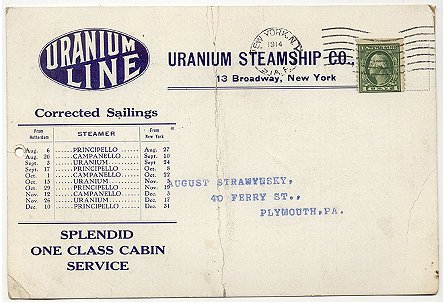 URANIUM
LINE
URANIUM STEAMSHIP CO.,
13 Broadway, New York
NEW YORK, N.Y.
1914
Corrected Sailings
From Rotterdam STEAMER From New York
Aug. 6 ..... PRINCIPELLO ..... Aug. 27
Aug. 20 ..... CAMPANELLO ..... Sept. 10
Sept. 3 ..... URANIUM ..... Sept. 24
Sept. 17 ..... PRINCIPELLO ..... Oct. 8
Oct. 1 ..... CAMPANELLO ..... Oct. 22
Oct. 15 ..... URANIUM ..... Nov. 5
Oct. 29 ..... PRINCIPELLO ..... Nov. 19
Nov. 12 ..... CAMPANELLO ..... Dec. 3
Nov. 26 ..... URANIUM ..... Dec. 17
Dec. 10 ..... PRINCIPELLO ..... Dec. 31
AUGUST STRAWYNSKY,
40 FERRY ST.,
PLYMOUTH, PA.
SPLENDID
ONE CLASS CABIN
SERVICE